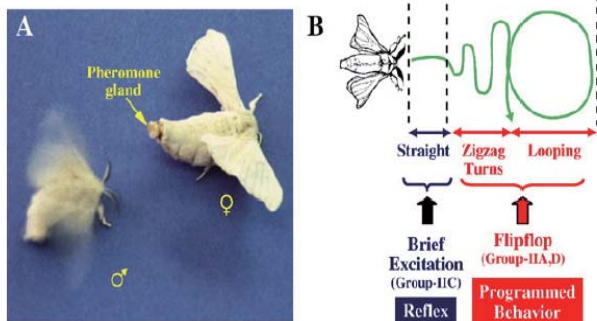 A
Pheromone
gland
♀
♂
B
Straight
Zigzag
Turns
Looping
Brief
Excitation
(Group-IIC)
Reflex
Flipflop
(Group-IIA,D)
Programmed
Behavior